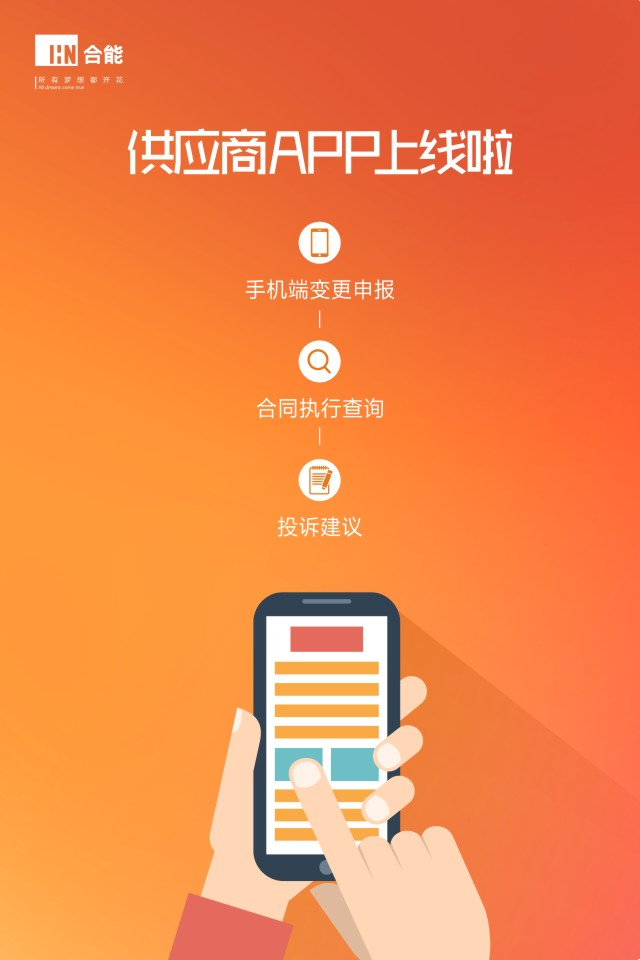 HN 合能
所有梦想都开花
All dreams come true
供应商APP上线啦
手机端变更申报
合同执行查询
投诉建议